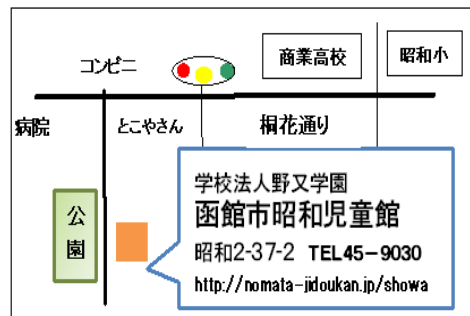 商業高校
昭和小
コンビニ
病院
とこやさん
桐花通り
公園
学校法人野又学園
函館市昭和児童館
昭和2-37-2 TEL45-9030
http://nomata-jidoukan.jp/showa